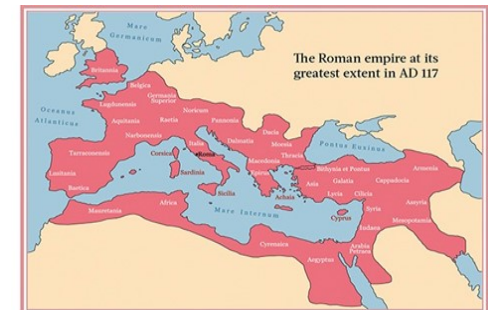 The Roman empire at its
greatest extent in AD 117
Mare
Germanicum
Oceanus
Atlanticus
Britannia
Belgica
Germania
Superior
Lugdunensis
Noricum
Aquitania
Raetia
Pannonia
Narbonensis
Dacia
Italia
Dalmatia
Moesia
Pontus Euxinus
Tarraconensis
Corsica
Roma
Thracia
Macedonia
Bithynia et Pontus
Armenia
Lusitania
Sardinia
Epirus
Asia
Galatia
Cappadocia
Baetica
Sicilia
Achaia
Lycia
Cilicia
Assyria
Mauretania
Africa
Mare Internum
Cyprus
Syria
Mesopotamia
Iudaea
Cyrenaica
Arabia
Petraea
Aegyptus